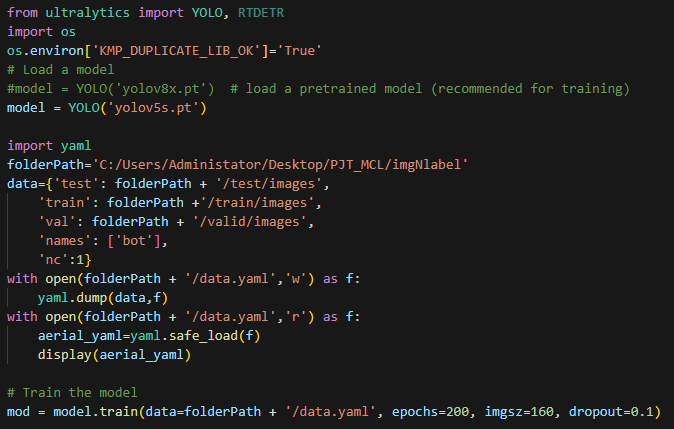 from ultralytics import YOLO, RTDETR
import os
os.environ['KMP_DUPLICATE_LIB_OK']='True'
# Load a model
#model = YOLO('yolov8x.pt')  # load a pretrained model (recommended for training)
model = YOLO('yolov5s.pt')

import yaml
folderPath='C:/Users/Administator/Desktop/PJT_MCL/imgNlabel'
data={'test': folderPath + '/test/images',
    'train': folderPath +'/train/images',
    'val': folderPath + '/valid/images',
    'names': ['bot'],
    'nc':1}
with open(folderPath + '/data.yaml','w') as f:
    yaml.dump(data,f)
with open(folderPath + '/data.yaml','r') as f:
    aerial_yaml=yaml.safe_load(f)
    display(aerial_yaml)

# Train the model
mod = model.train(data=folderPath + '/data.yaml', epochs=200, imgsz=160, dropout=0.1)